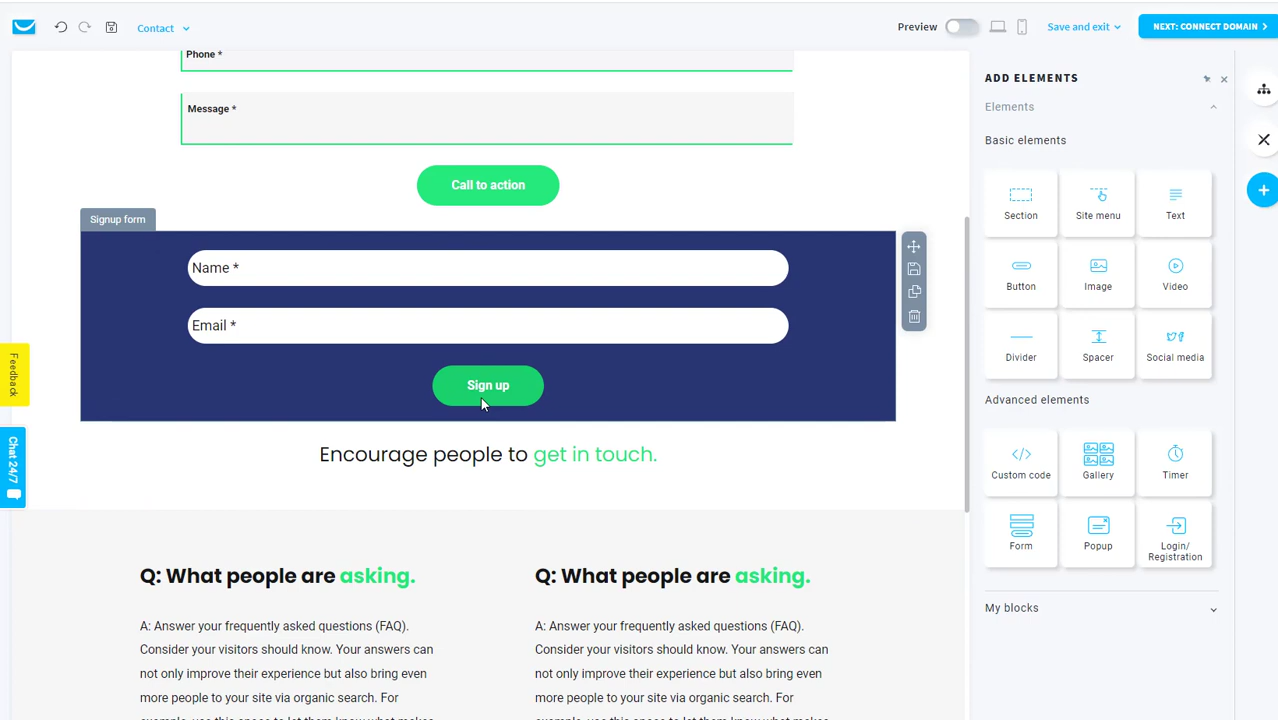 Contact
Preview
Save and exit
NEXT: CONNECT DOMAIN
Phone *
Message *
Call to action
Signup form
Name *
Email *
Sign up
Encourage people to get in touch.
Q: What people are asking.
A: Answer your frequently asked questions (FAQ).
Consider your visitors should know. Your answers can
not only improve their experience but also bring even
more people to your site via organic search. For
Q: What people are asking.
A: Answer your frequently asked questions (FAQ).
Consider your visitors should know. Your answers can
not only improve their experience but also bring even
more people to your site via organic search. For
Feedback
Chat 24/7
ADD ELEMENTS
Elements
Basic elements
Section
Site menu
Text
Button
Image
Video
Divider
Spacer
Social media
Advanced elements
Custom code
Gallery
Timer
Form
Popup
Login/
Registration
My blocks